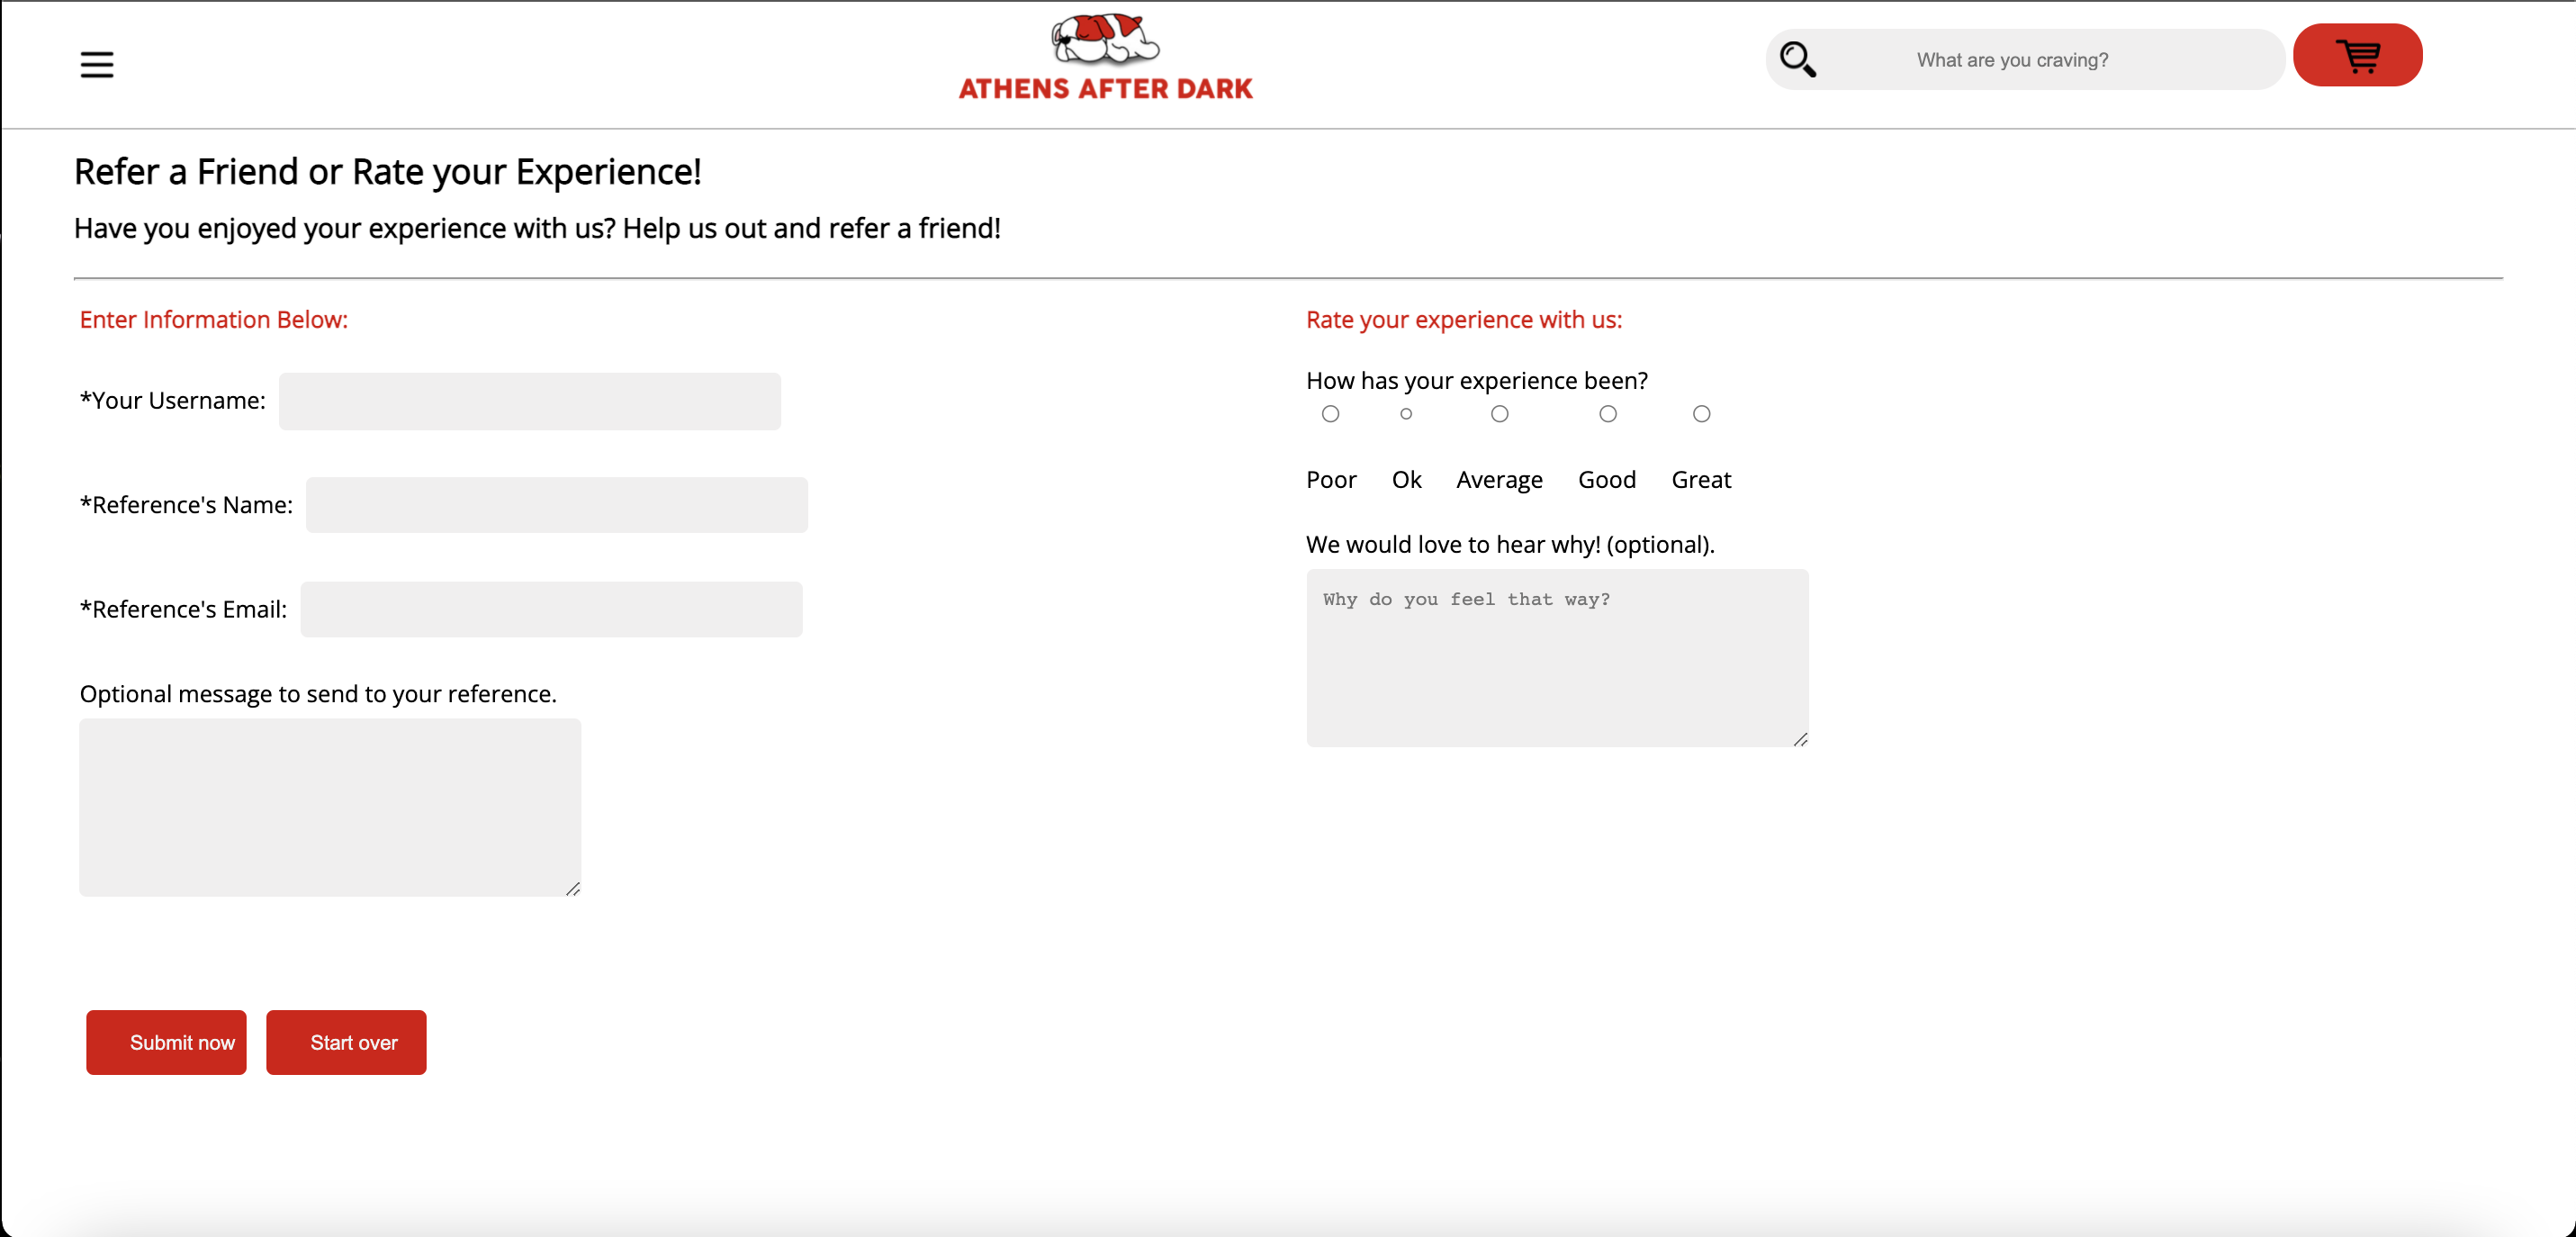 ATHENS AFTER DARK
What are you craving?
Refer a Friend or Rate your Experience!
Have you enjoyed your experience with us? Help us out and refer a friend!
Enter Information Below:
*Your Username:
*Reference's Name:
*Reference's Email:
Optional message to send to your reference.
Submit now
Start over
Rate your experience with us:
How has your experience been?
Poor Ok Average Good Great
We would love to hear why! (optional).
Why do you feel that way?